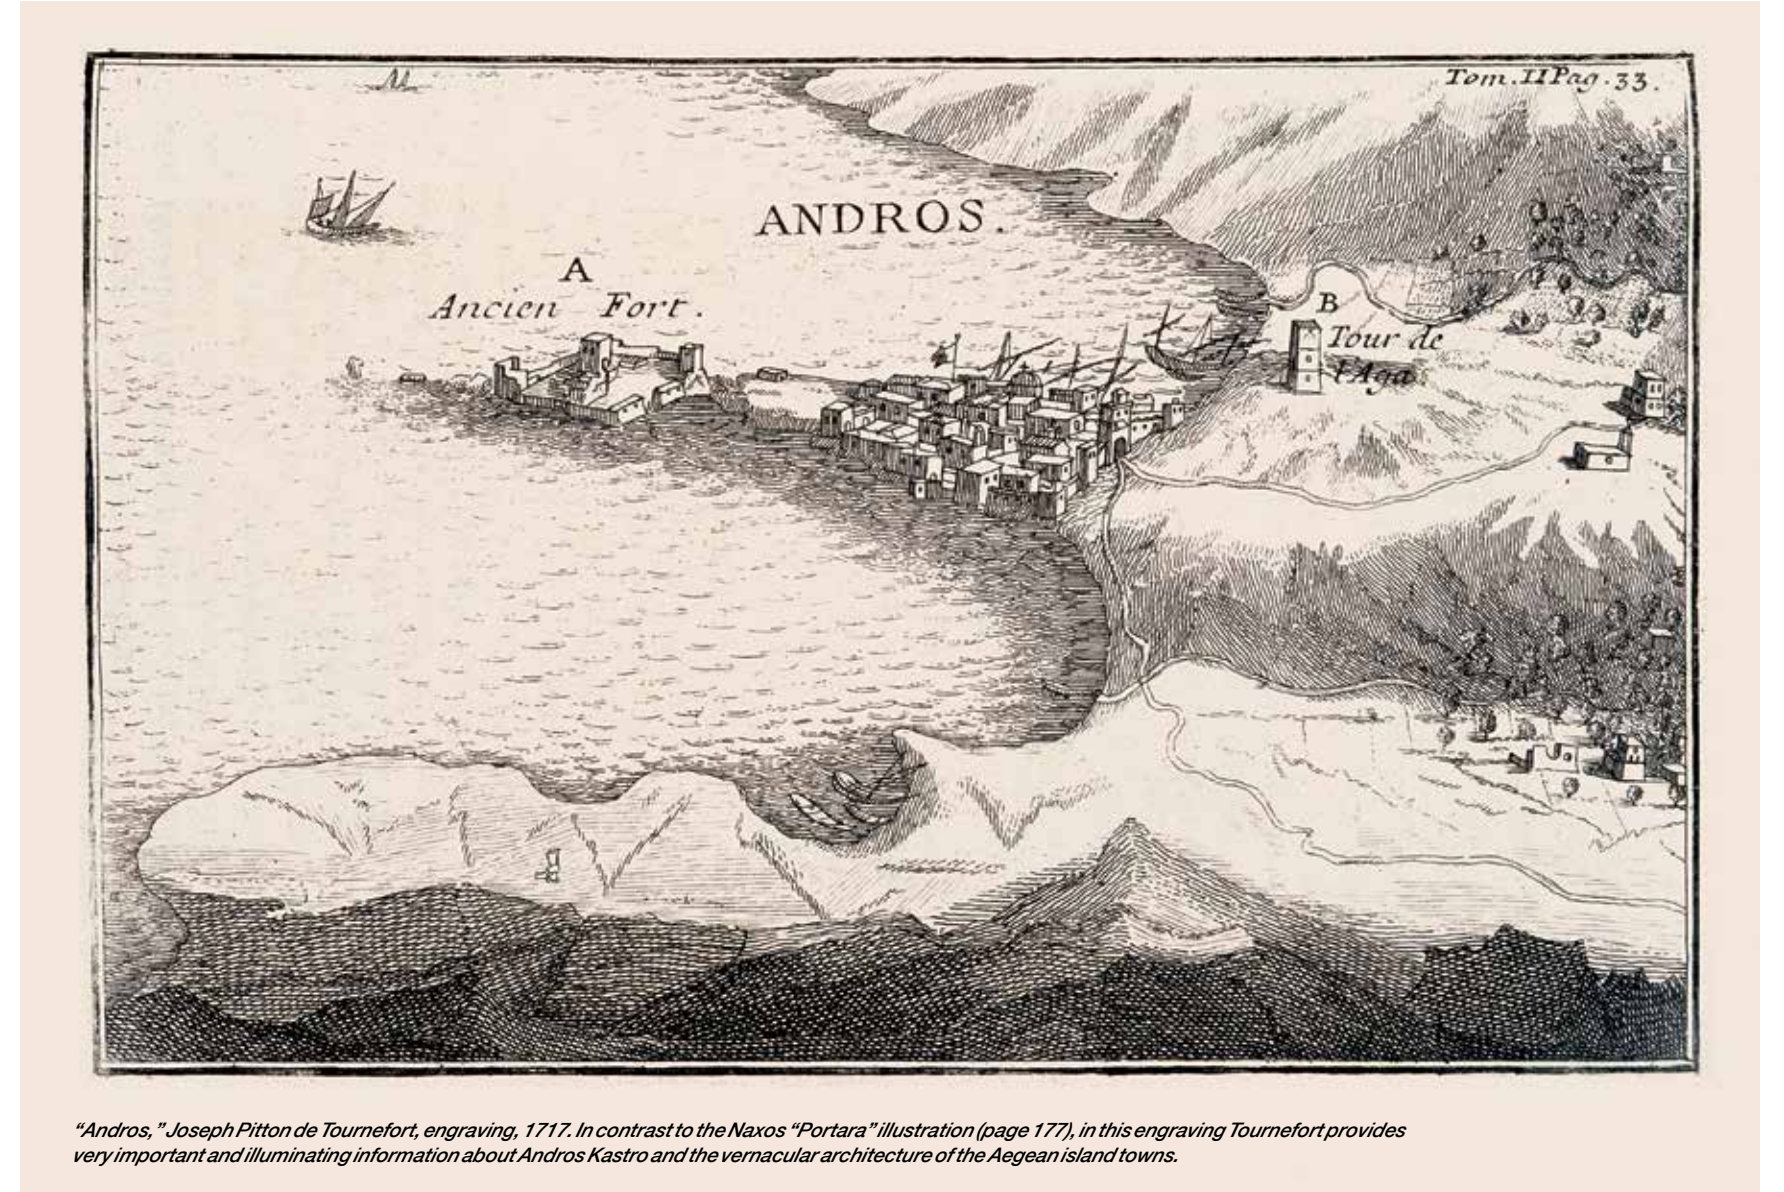 Tom.II Pag.33.
ANDROS.
A
Ancien Fort.
B
Tour de
l'Aga
“Andros,” Joseph Pitton de Tournefort, engraving, 1717. In contrast to the Naxos “Portara” illustration (page 177), in this engraving Tournefort provides
very important and illuminating information about Andros Kastro and the vernacular architecture of the Aegean island towns.